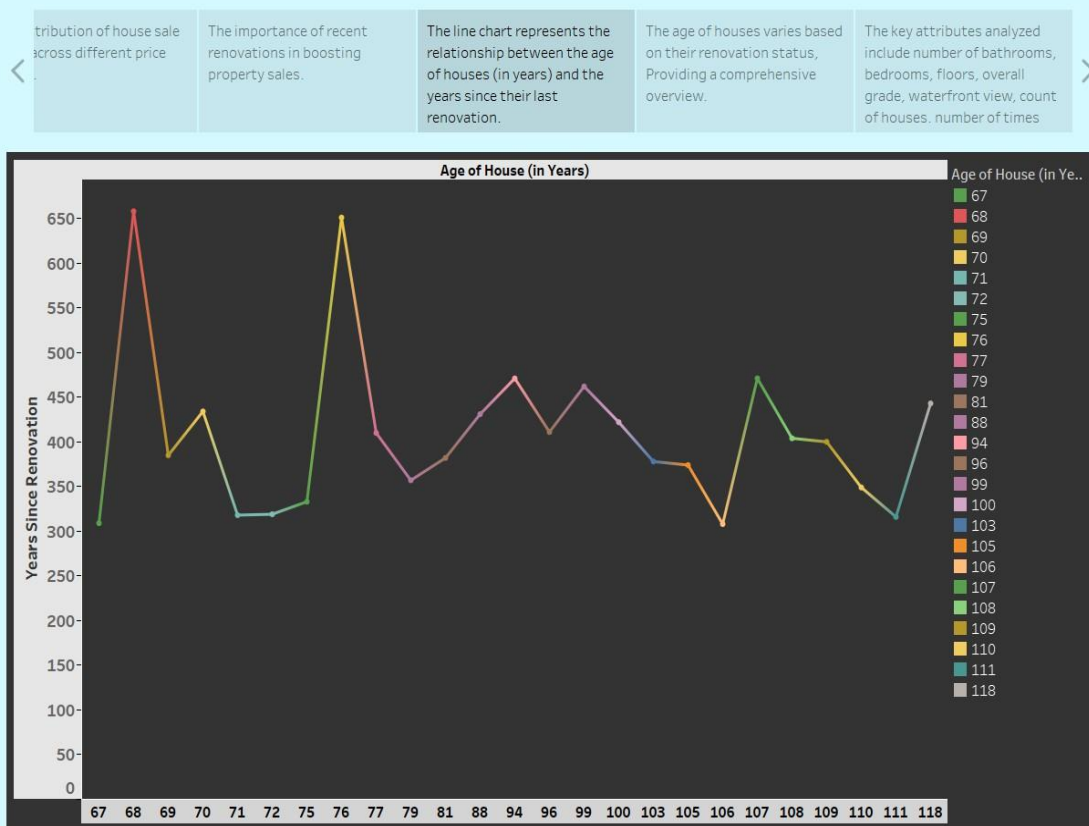 tribution of house sale
across different price
.
The importance of recent
renovations in boosting
property sales.
The line chart represents the
relationship between the age
of houses (in years) and the
years since their last
renovation.
The age of houses varies based
on their renovation status,
Providing a comprehensive
overview.
The key attributes analyzed
include number of bathrooms,
bedrooms, floors, overall
grade, waterfront view, count
of houses. number of times
Age of House (in Years)
Years Since Renovation
650
600
550
500
450
400
350
300
250
200
150
100
50
0
67 68 69 70 71 72 75 76 77 79 81 88 94 96 99 100 103 105 106 107 108 109 110 111 118
Age of House (in Ye..
67
68
69
70
71
72
75
76
77
79
81
88
94
96
99
100
103
105
106
107
108
109
110
111
118